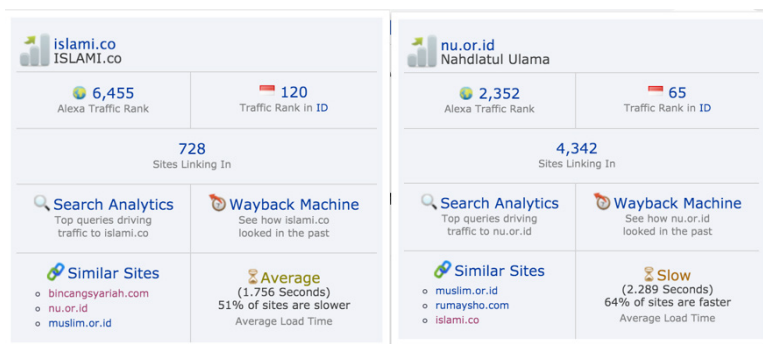 islami.co
ISLAMI.co
6,455
Alexa Traffic Rank
120
Traffic Rank in ID
728
Sites Linking In
Search Analytics
Top queries driving
traffic to islami.co
Wayback Machine
See how islami.co
looked in the past
Similar Sites
bincangsyariah.com
nu.or.id
muslim.or.id
Average
(1.756 Seconds)
51% of sites are slower
Average Load Time
nu.or.id
Nahdlatul Ulama
2,352
Alexa Traffic Rank
65
Traffic Rank in ID
4,342
Sites Linking In
Search Analytics
Top queries driving
traffic to nu.or.id
Wayback Machine
See how nu.or.id
looked in the past
Similar Sites
muslim.or.id
rumaysho.com
islami.co
Slow
(2.289 Seconds)
64% of sites are faster
Average Load Time